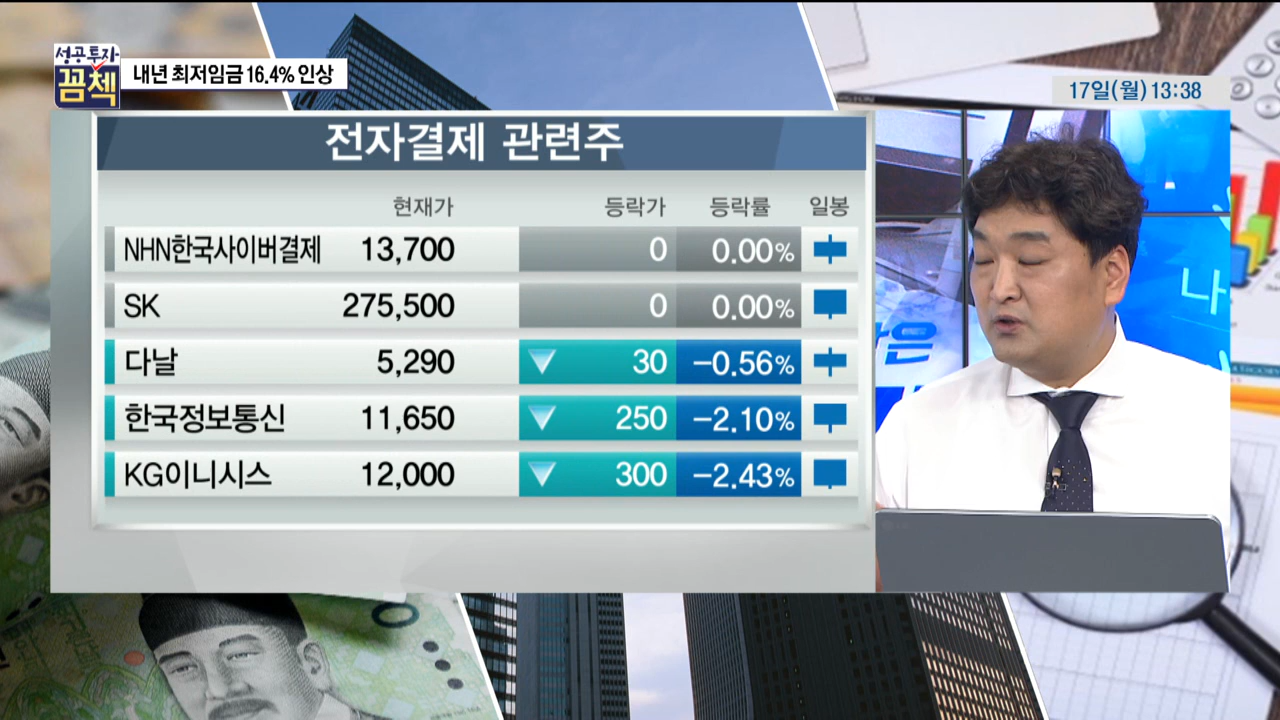 성공투자
꼼첵
내년 최저임금 16.4% 인상
17일(월) 13:38
전자결제 관련주
현재가 등락가 등락률 일봉
NHN한국사이버결제 13,700 0 0.00%
SK 275,500 0 0.00%
다날 5,290 ▼ 30 −0.56%
한국정보통신 11,650 ▼ 250 −2.10%
KG이니시스 12,000 ▼ 300 −2.43%
나
은